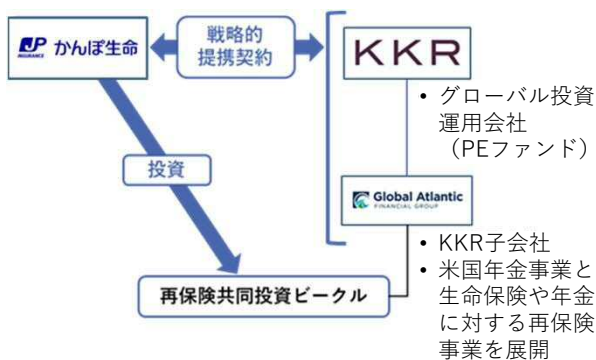 JP
INSURANCE
かんぽ生命
戦略的
提携契約
KKR
• グローバル投資
運用会社
（PEファンド）
投資
Global Atlantic
FINANCIAL GROUP
• KKR子会社
• 米国年金事業と
生命保険や年金
に対する再保険
事業を展開
再保険共同投資ビークル